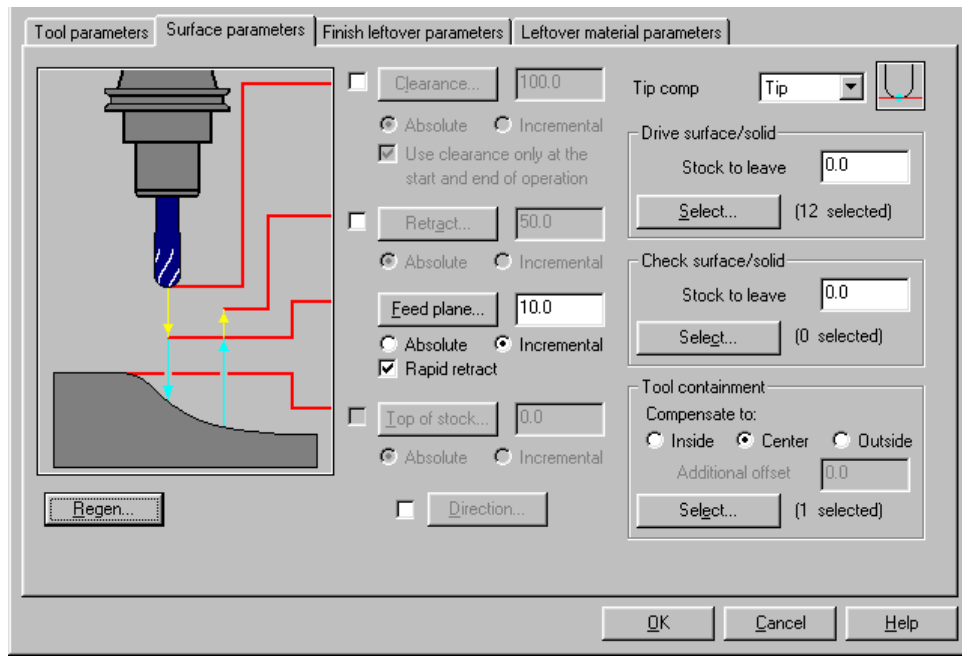 Tool parameters Surface parameters Finish leftover parameters Leftover material parameters
Clearance... 100.0
Absolute Incremental
Use clearance only at the
start and end of operation
Retract... 50.0
Absolute Incremental
Feed plane... 10.0
Absolute Incremental
Rapid retract
Top of stock... 0.0
Absolute Incremental
Regen...
Direction...
Tip comp Tip
Drive surface/solid
Stock to leave 0.0
Select... (12 selected)
Check surface/solid
Stock to leave 0.0
Select... (0 selected)
Tool containment
Compensate to:
Inside Center Outside
Additional offset 0.0
Select... (1 selected)
OK Cancel Help